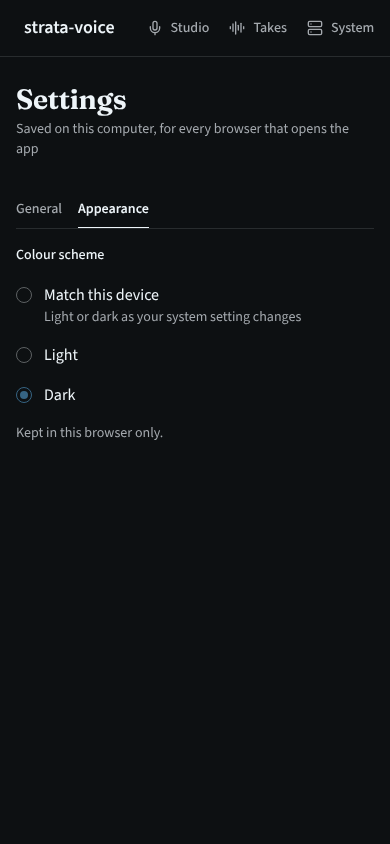 strata-voice
Studio
Takes
System
Settings
Saved on this computer, for every browser that opens the
app
General
Appearance
Colour scheme
Match this device
Light or dark as your system setting changes
Light
Dark
Kept in this browser only.